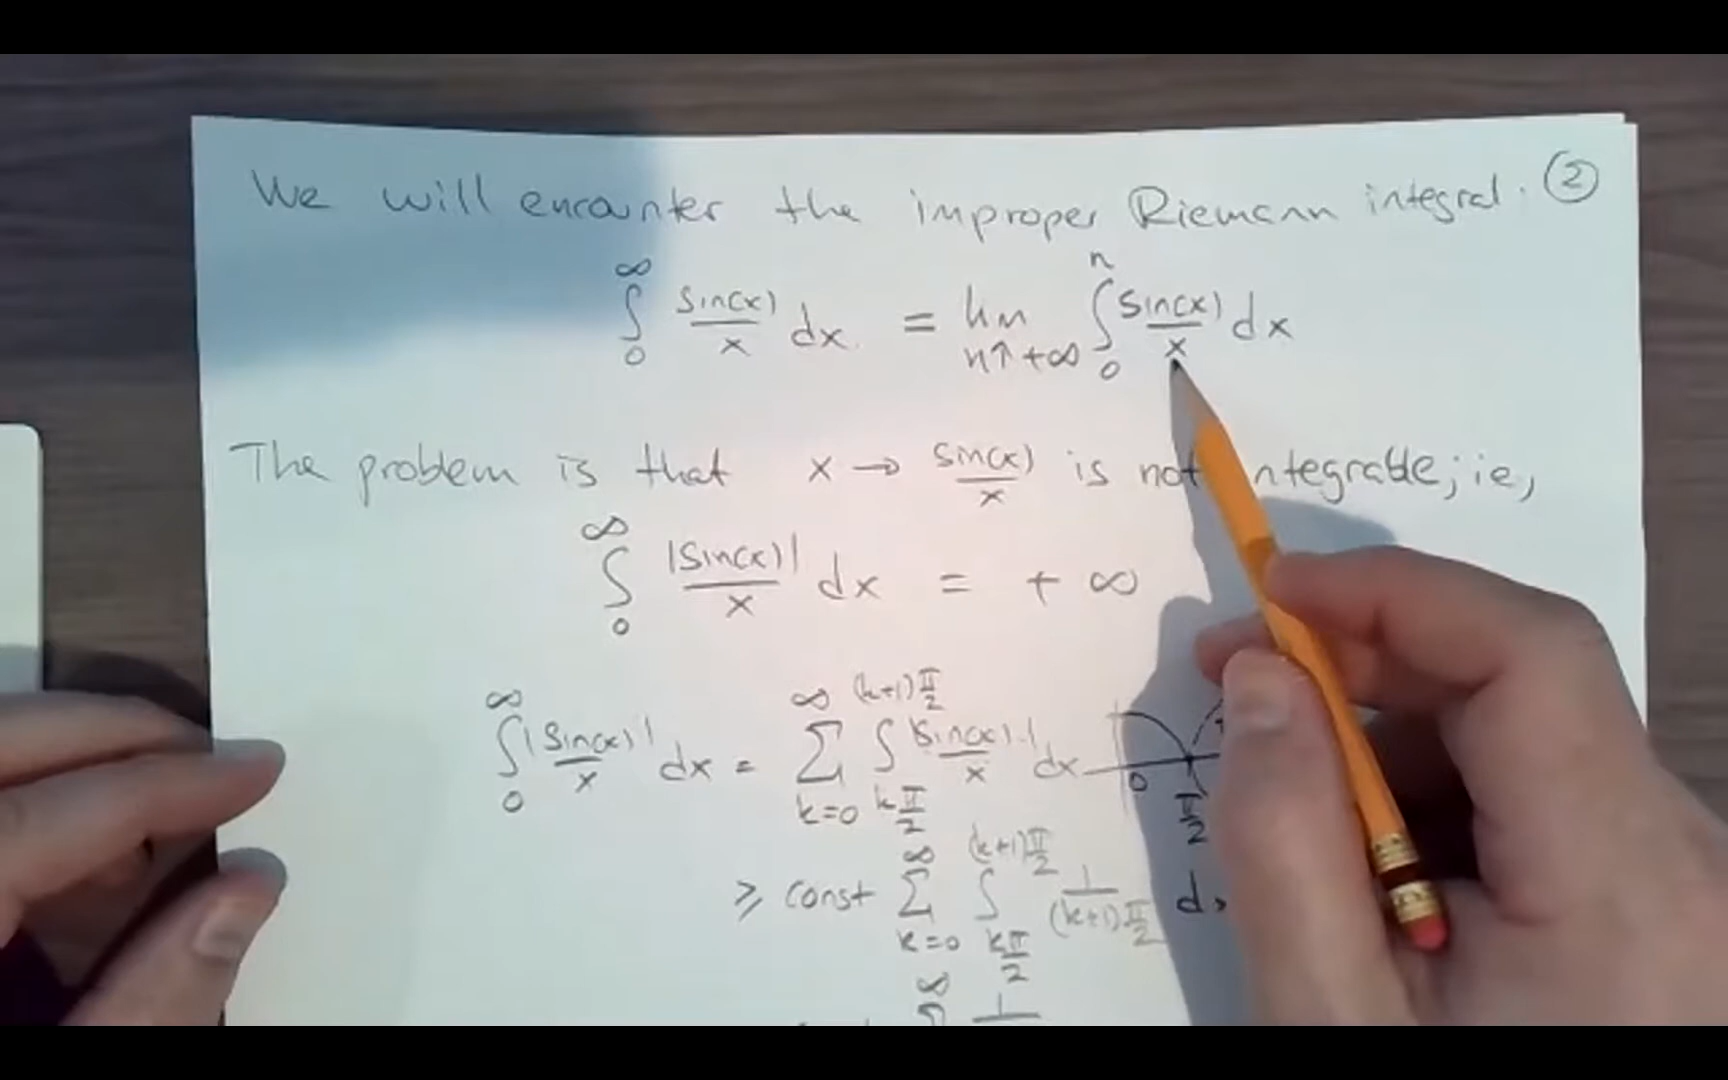 We will encounter the improper Riemann integral. ②
∫₀^∞ sin(x)/x dx = lim_{n↑+∞} ∫₀^n sin(x)/x dx
The problem is that x → sin(x)/x is not integrable; ie,
∫₀^∞ |sin(x)|/x dx = + ∞
∫₀^∞ |sin(x)|/x dx = ∑_{k=0}^∞ ∫_{kπ/2}^{(k+1)π/2} |sin(x)|/x dx
0 π/2
≥ const ∑_{k=0}^∞ ∫_{kπ/2}^{(k+1)π/2} 1/((k+1)π/2) dx